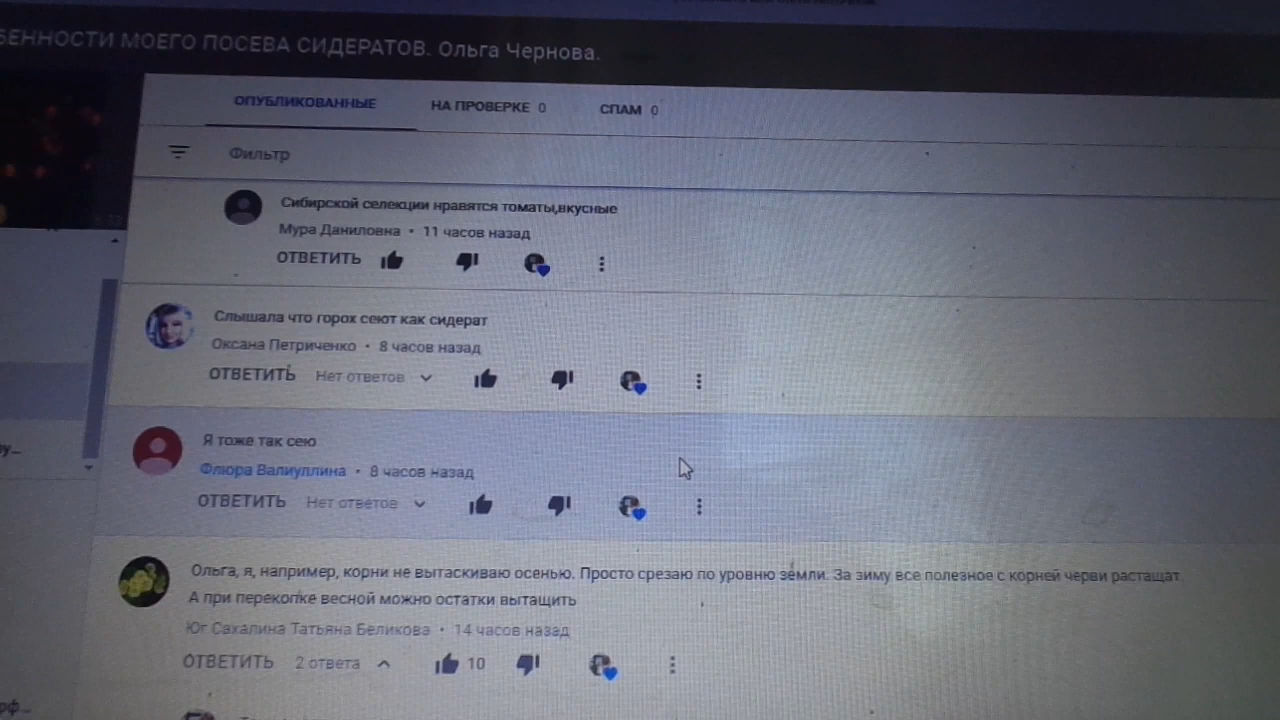 БЕННОСТИ МОЕГО ПОСЕВА СИДЕРАТОВ. Ольга Чернова.
ОПУБЛИКОВАННЫЕ НА ПРОВЕРКЕ 0 СПАМ 0
Фильтр
Сибирской селекции нравятся томаты,вкусные
Мура Даниловна • 11 часов назад
ОТВЕТИТЬ
Слышала что горох сеют как сидерат
Оксана Петриченко • 8 часов назад
ОТВЕТИТЬ Нет ответов
Я тоже так сею
Флюра Валиуллина • 8 часов назад
ОТВЕТИТЬ Нет ответов
Ольга, я, например, корни не вытаскиваю осенью. Просто срезаю по уровню земли. За зиму все полезное с корней черви растащат.
А при перекопке весной можно остатки вытащить
Юг Сахалина Татьяна Беликова • 14 часов назад
ОТВЕТИТЬ 2 ответа 10